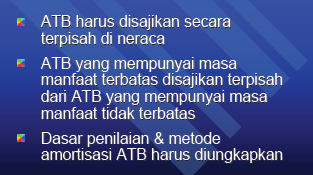 ATB harus disajikan secara
terpisah di neraca
ATB yang mempunyai masa
manfaat terbatas disajikan terpisah
dari ATB yang mempunyai masa
manfaat tidak terbatas
Dasar penilaian & metode
amortisasi ATB harus diungkapkan